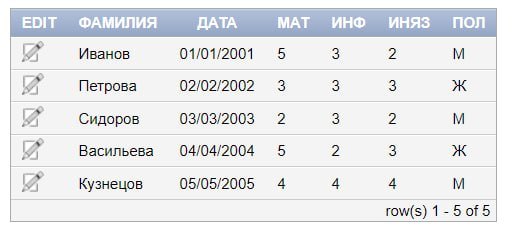 EDIT ФАМИЛИЯ ДАТА МАТ ИНФ ИНЯЗ ПОЛ
Иванов 01/01/2001 5 3 2 М
Петрова 02/02/2002 3 3 3 Ж
Сидоров 03/03/2003 2 3 2 М
Васильева 04/04/2004 5 2 3 Ж
Кузнецов 05/05/2005 4 4 4 М
row(s) 1 - 5 of 5